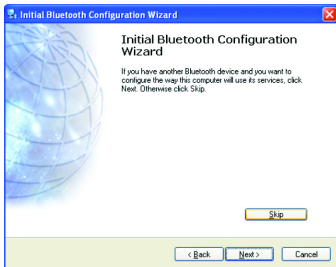 Initial Bluetooth Configuration Wizard
Initial Bluetooth Configuration
Wizard
If you have another Bluetooth device and you want to
configure the way this computer will use its services, click
Next. Otherwise click Skip.
Skip
< Back
Next >
Cancel